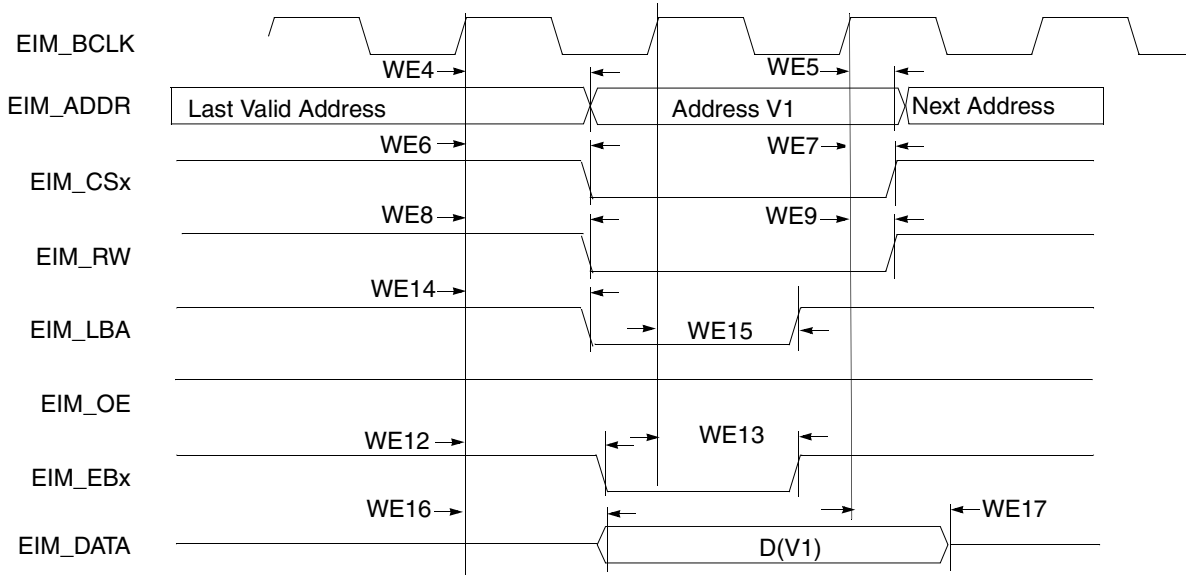 EIM_BCLK
WE4 WE5
EIM_ADDR Last Valid Address Address V1 Next Address
WE6 WE7
EIM_CSx
WE8 WE9
EIM_RW
WE14
EIM_LBA WE15
EIM_OE
WE12 WE13
EIM_EBx
WE16 WE17
EIM_DATA D(V1)